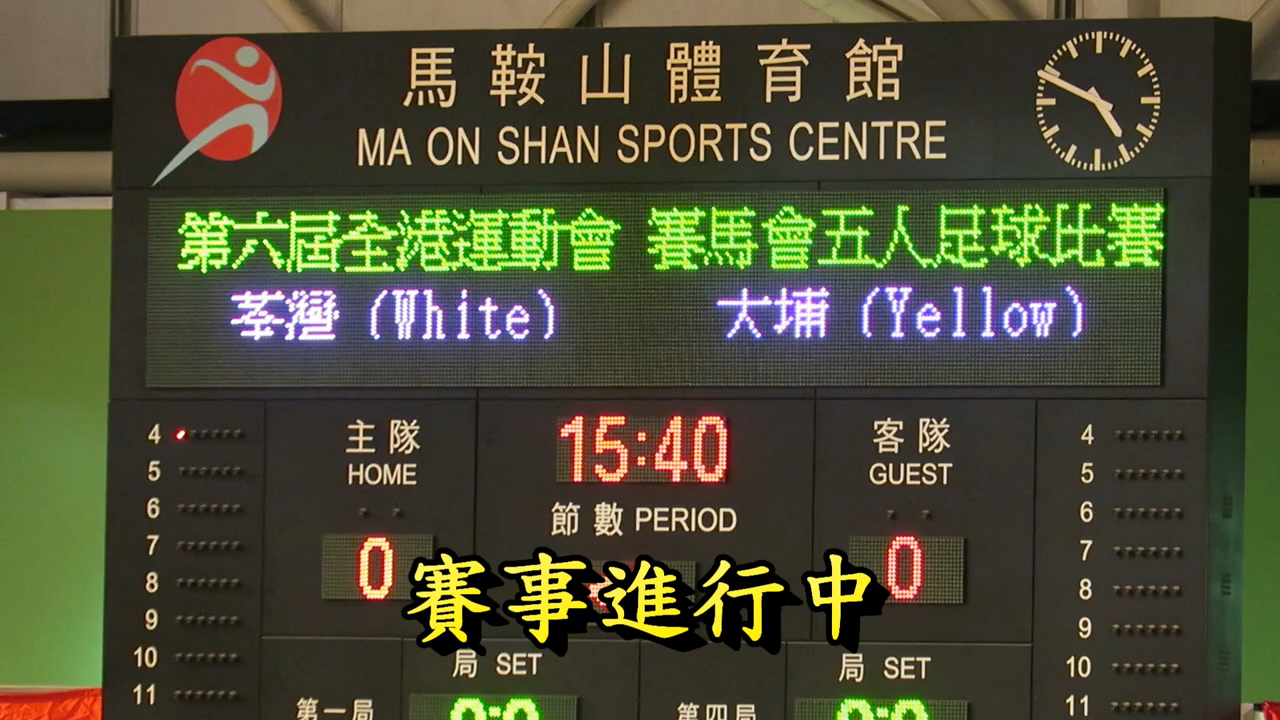 馬鞍山體育館
MA ON SHAN SPORTS CENTRE
第六屆全港運動會 賽馬會五人足球比賽
荃灣 (White) 大埔 (Yellow)
主隊 15:40 客隊
HOME GUEST
節數 PERIOD
0 0
賽事進行中
4 4
5 5
6 6
7 7
8 8
9 9
10 10
11 11
局 SET 局 SET
第一局 0:0 第四局 0:0